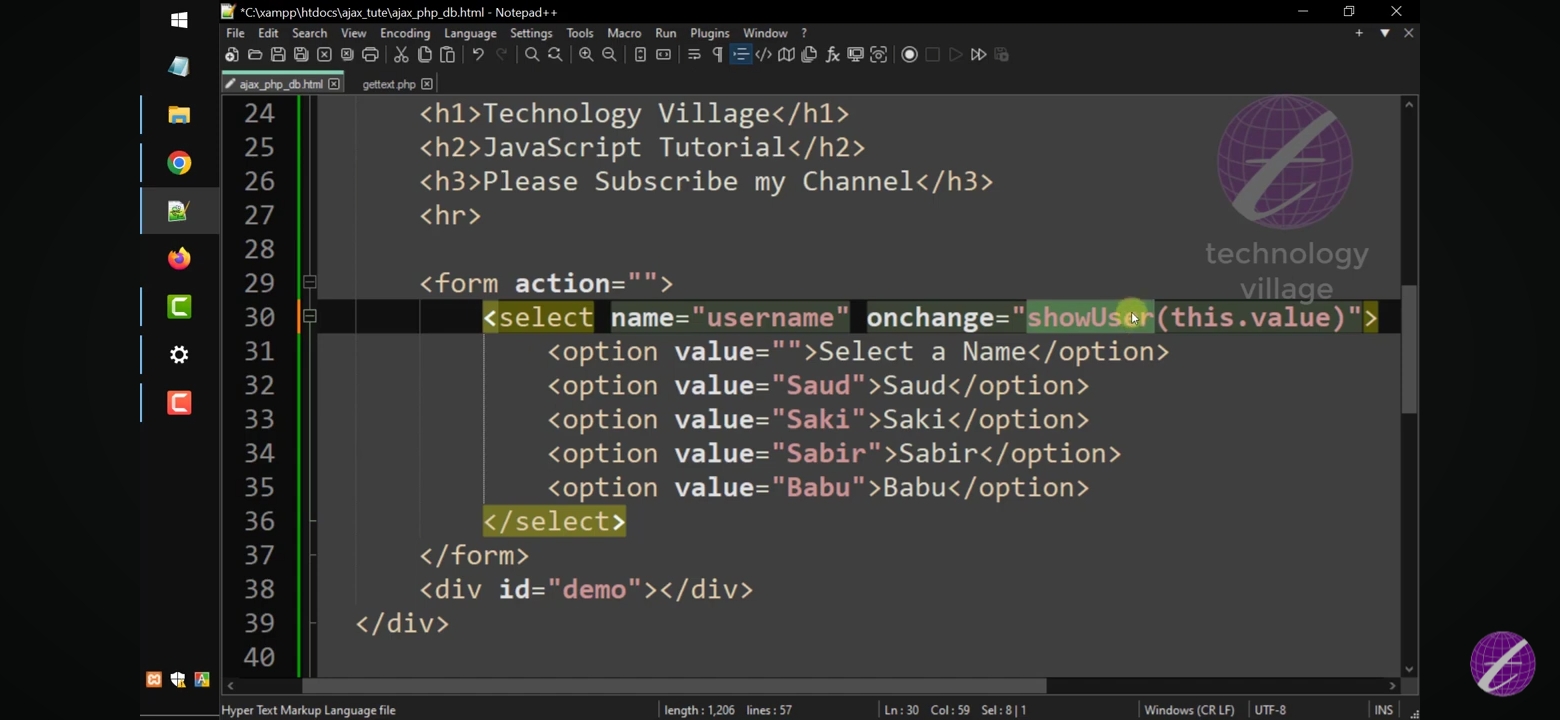 *C:\xampp\htdocs\ajax_tute\ajax_php_db.html - Notepad++
File Edit Search View Encoding Language Settings Tools Macro Run Plugins Window ?
ajax_php_db.html gettext.php
24 <h1>Technology Village</h1>
25 <h2>JavaScript Tutorial</h2>
26 <h3>Please Subscribe my Channel</h3>
27 <hr>
28
29 <form action="">
30 <select name="username" onchange="showUser(this.value)">
31 <option value="">Select a Name</option>
32 <option value="Saud">Saud</option>
33 <option value="Saki">Saki</option>
34 <option value="Sabir">Sabir</option>
35 <option value="Babu">Babu</option>
36 </select>
37 </form>
38 <div id="demo"></div>
39 </div>
40
technology
village
Hyper Text Markup Language file length : 1,206 lines : 57 Ln : 30 Col : 59 Sel : 8 | 1 Windows (CR LF) UTF-8 INS